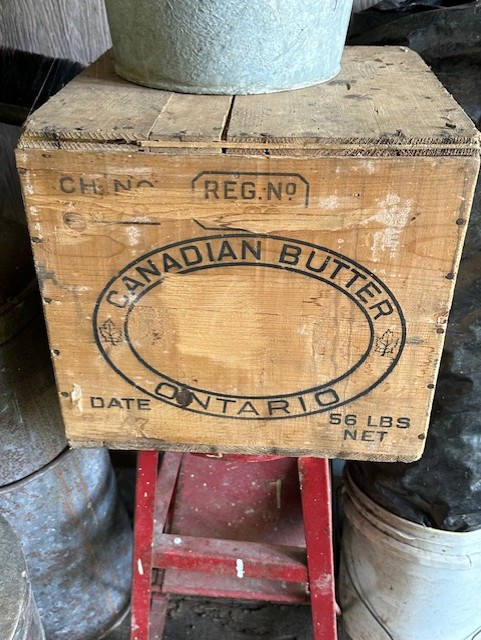 CH. NO.
REG. Nº.
CANADIAN BUTTER
ONTARIO
DATE
56 LBS
NET